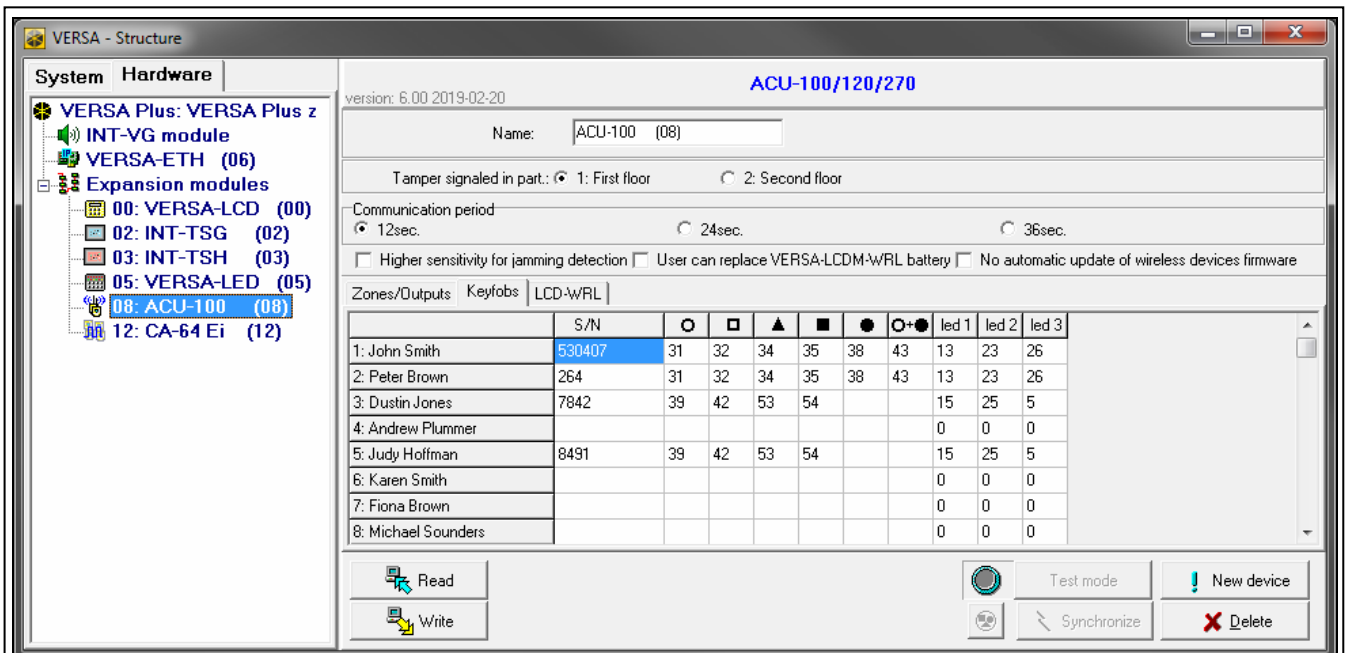 VERSA - Structure
System Hardware
VERSA Plus: VERSA Plus z
INT-VG module
VERSA-ETH (06)
Expansion modules
00: VERSA-LCD (00)
02: INT-TSG (02)
03: INT-TSH (03)
05: VERSA-LED (05)
08: ACU-100 (08)
12: CA-64 Ei (12)
ACU-100/120/270
version: 6.00 2019-02-20
Name: ACU-100 (08)
Tamper signaled in part.: 1: First floor 2: Second floor
Communication period
12sec. 24sec. 36sec.
Higher sensitivity for jamming detection User can replace VERSA-LCDM-WRL battery No automatic update of wireless devices firmware
Zones/Outputs Keyfobs LCD-WRL
S/N + led 1 led 2 led 3
1: John Smith 530407 31 32 34 35 38 43 13 23 26
2: Peter Brown 264 31 32 34 35 38 43 13 23 26
3: Dustin Jones 7842 39 42 53 54 15 25 5
4: Andrew Plummer 0 0 0
5: Judy Hoffman 8491 39 42 53 54 15 25 5
6: Karen Smith 0 0 0
7: Fiona Brown 0 0 0
8: Michael Sounders 0 0 0
Read Test mode New device
Write Synchronize Delete